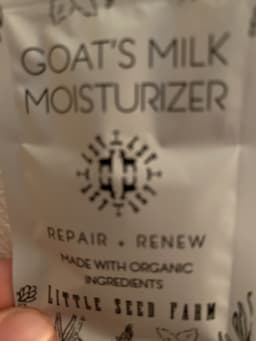 GOAT'S MILK
MOISTURIZER
REPAIR • RENEW
MADE WITH ORGANIC
INGREDIENTS
LITTLE SEED FARM